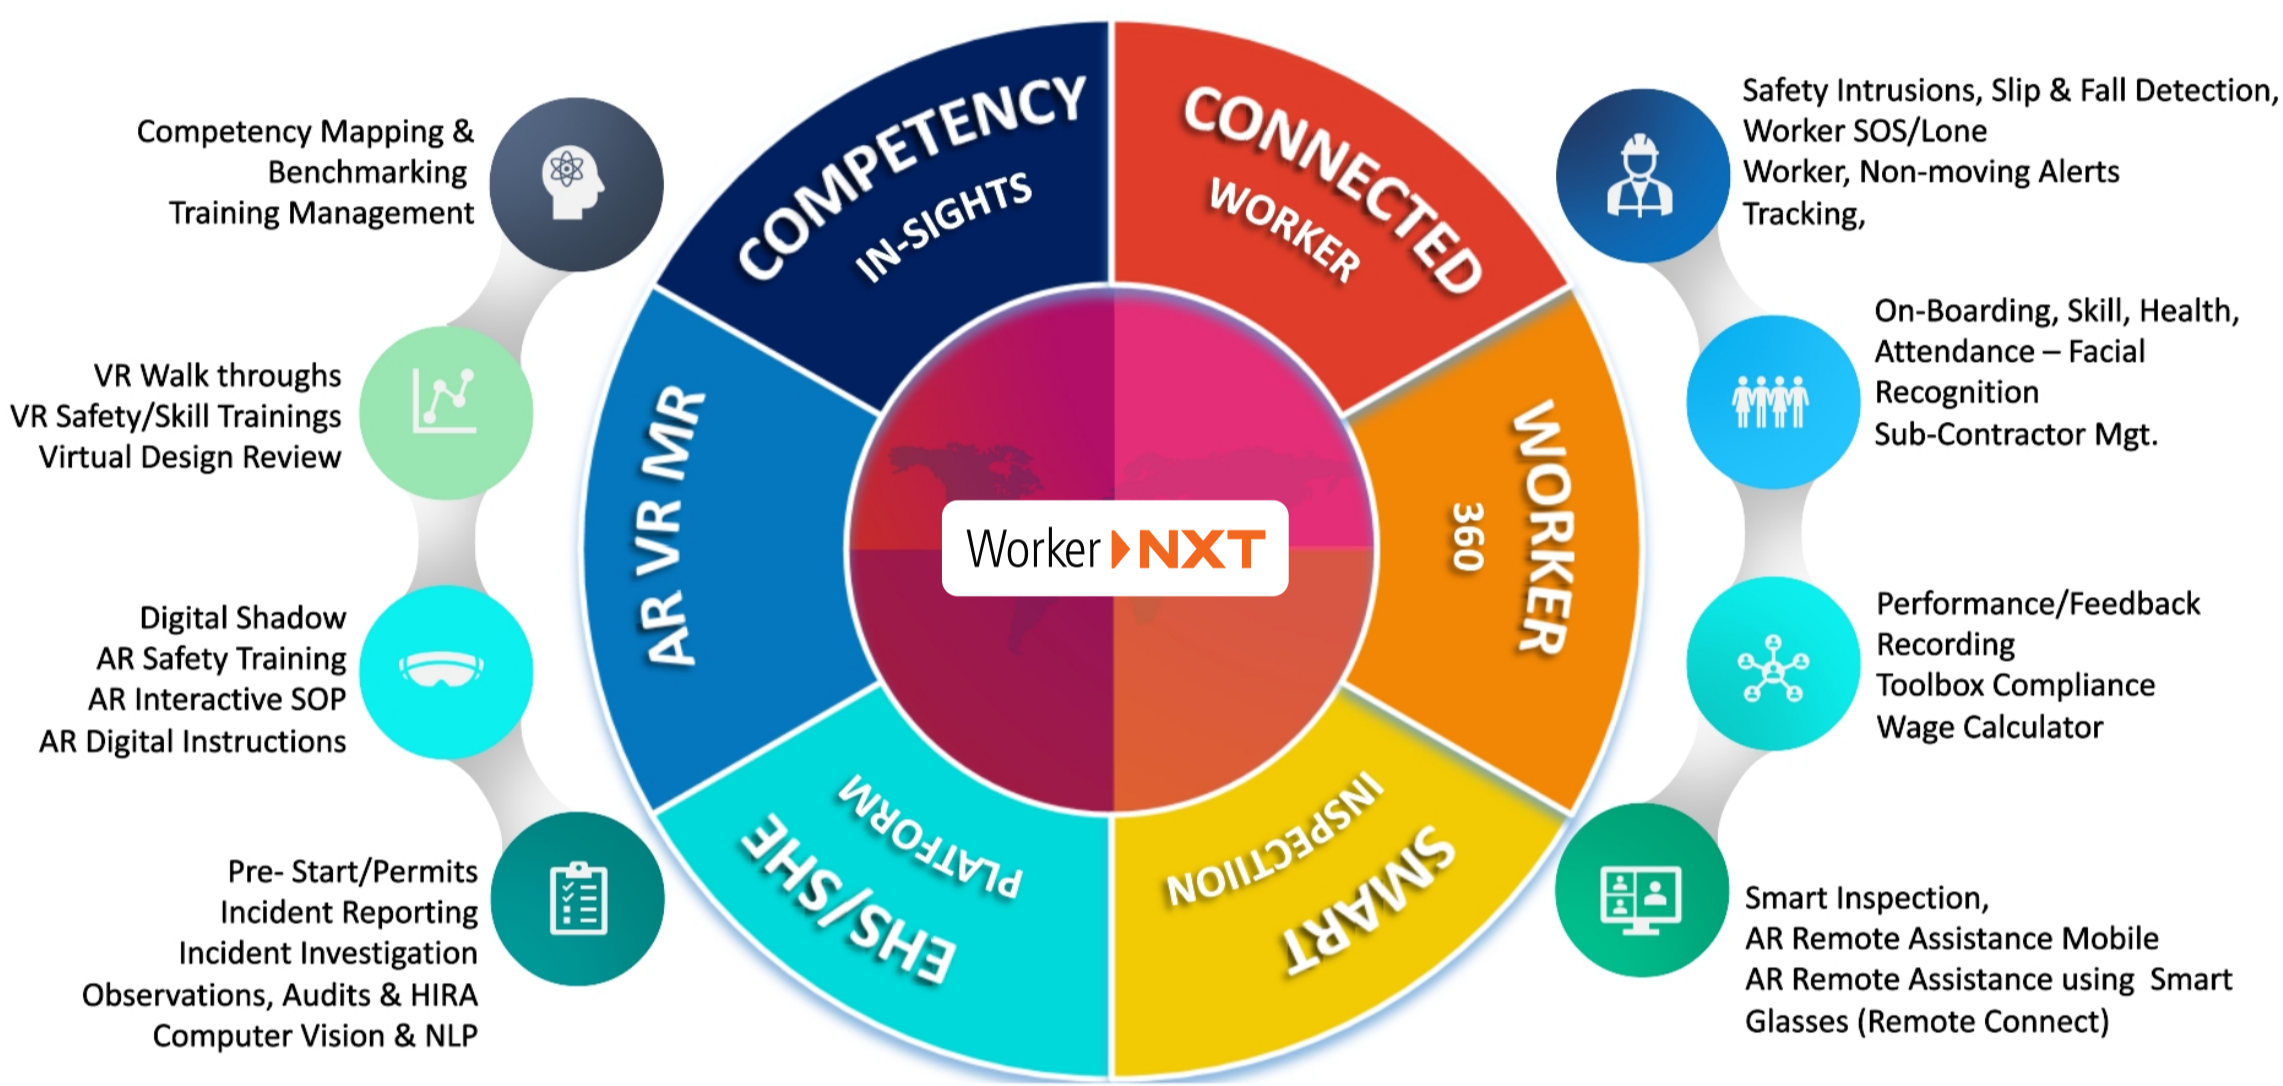 COMPETENCY
IN-SIGHTS
CONNECTED
WORKER
WORKER
360
SMART
INSPECTIION
EHS/SHE
PLATFORM
AR VR MR
Worker NXT
Competency Mapping &
Benchmarking
Training Management
VR Walk throughs
VR Safety/Skill Trainings
Virtual Design Review
Digital Shadow
AR Safety Training
AR Interactive SOP
AR Digital Instructions
Pre- Start/Permits
Incident Reporting
Incident Investigation
Observations, Audits & HIRA
Computer Vision & NLP
Safety Intrusions, Slip & Fall Detection,
Worker SOS/Lone
Worker, Non-moving Alerts
Tracking,
On-Boarding, Skill, Health,
Attendance – Facial
Recognition
Sub-Contractor Mgt.
Performance/Feedback
Recording
Toolbox Compliance
Wage Calculator
Smart Inspection,
AR Remote Assistance Mobile
AR Remote Assistance using  Smart
Glasses (Remote Connect)